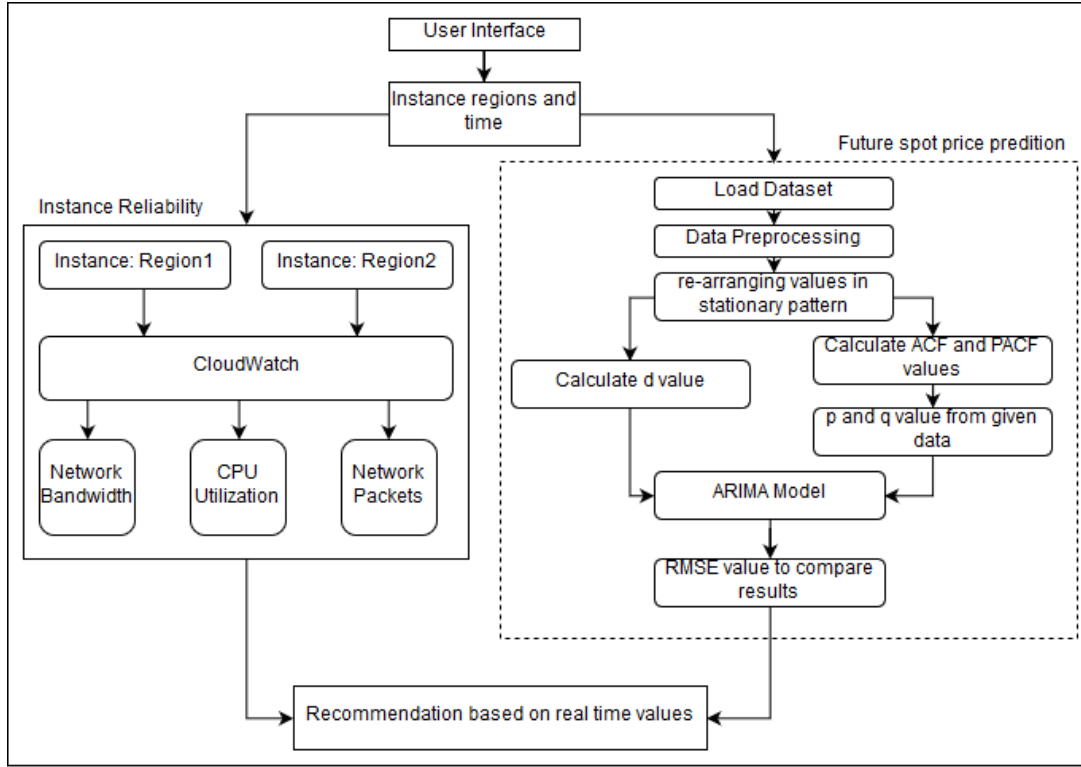 User Interface
Instance regions and
time
Future spot price predition
Load Dataset
Instance Reliability
Data Preprocessing
Instance: Region1
Instance: Region2
re-arranging values in
stationary pattern
CloudWatch
Calculate ACF and PACF
values
Calculate d value
p and q value from given
data
Network
Bandwidth
CPU
Utilization
Network
Packets
ARIMA Model
RMSE value to compare
results
Recommendation based on real time values